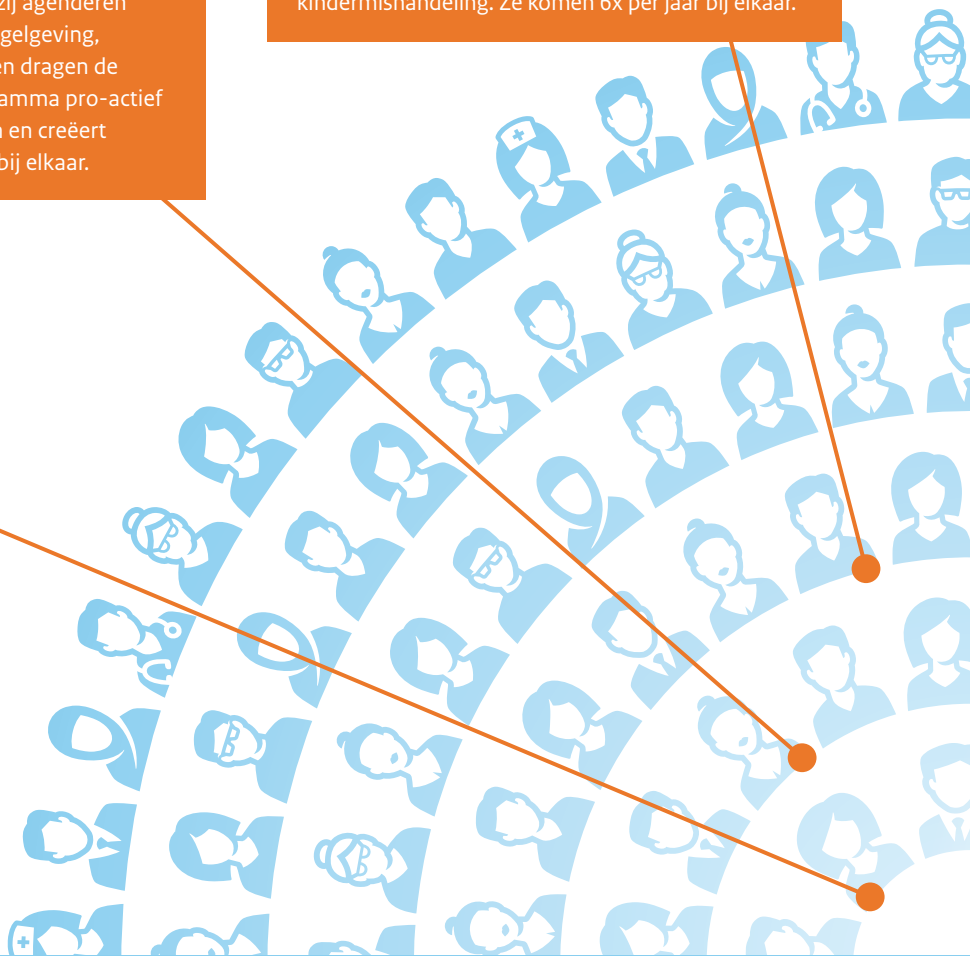 zij agenderen
gelgeving,
en dragen de
amma pro-actief
n en creëert
bij elkaar.
kindermishandeling. Ze komen 6x per jaar bij elkaar.